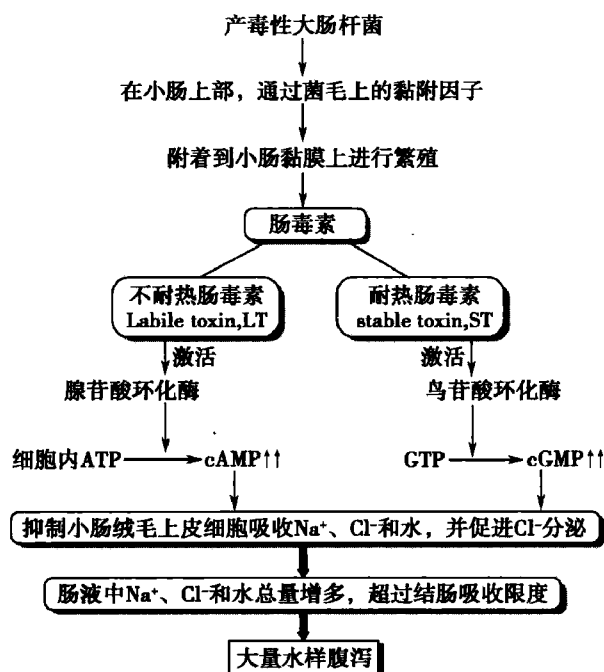 产毒性大肠杆菌
在小肠上部，通过菌毛上的黏附因子
附着到小肠黏膜上进行繁殖
肠毒素
不耐热肠毒素
Labile toxin,LT
耐热肠毒素
stable toxin,ST
激活
激活
腺苷酸环化酶
鸟苷酸环化酶
细胞内ATP
cAMP↑↑
GTP
cGMP↑↑
抑制小肠绒毛上皮细胞吸收Na⁺、Cl⁻和水，并促进Cl⁻分泌
肠液中Na⁺、Cl⁻和水总量增多，超过结肠吸收限度
大量水样腹泻